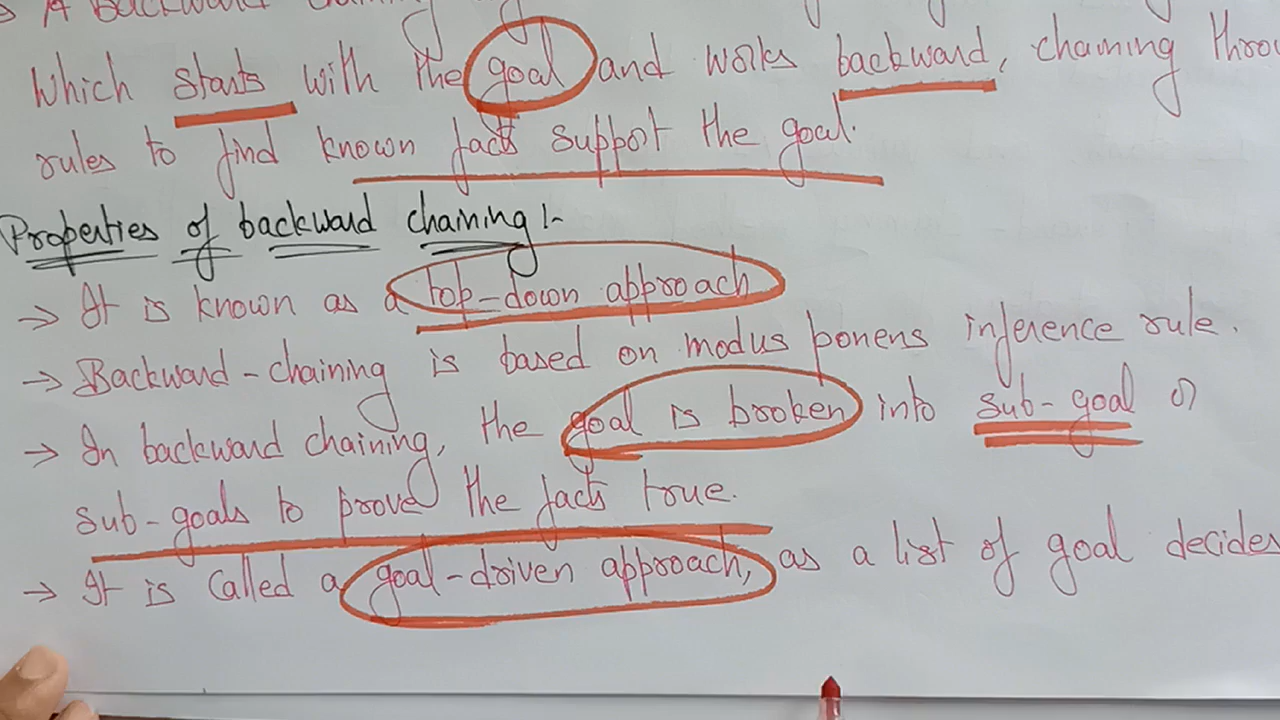 A Backward chaining
Which starts with the goal and works backward, chaining
rules to find known facts support the goal.
Properties of backward chaining :-
→ It is known as a top-down approach
→ Backward-chaining is based on modus ponens inference rule.
→ In backward chaining, the goal is broken into sub-goal or
sub-goals to prove the facts true.
→ It is called a goal-driven approach, as a list of goal decides